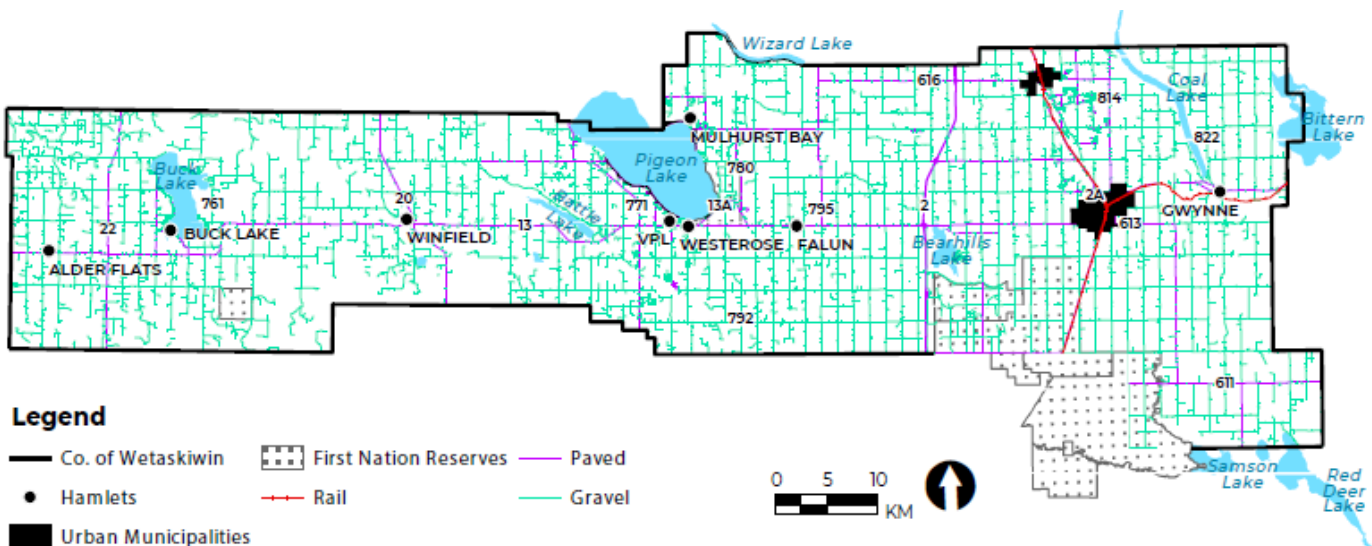 Wizard Lake
616
Coal
Lake
814
Bittern
Lake
822
MULHURST BAY
Pigeon
Lake
780
Buck
Lake
761
20
Battle
Lake
771
13A
795
2
2A
GWYNNE
22
BUCK LAKE
WINFIELD
13
VPL
WESTEROSE
FALUN
Bearhills
Lake
613
ALDER FLATS
792
611
Legend
Co. of Wetaskiwin
First Nation Reserves
Paved
Hamlets
Rail
Gravel
Urban Municipalities
0 5 10
KM
Samson
Lake
Red
Deer
Lake